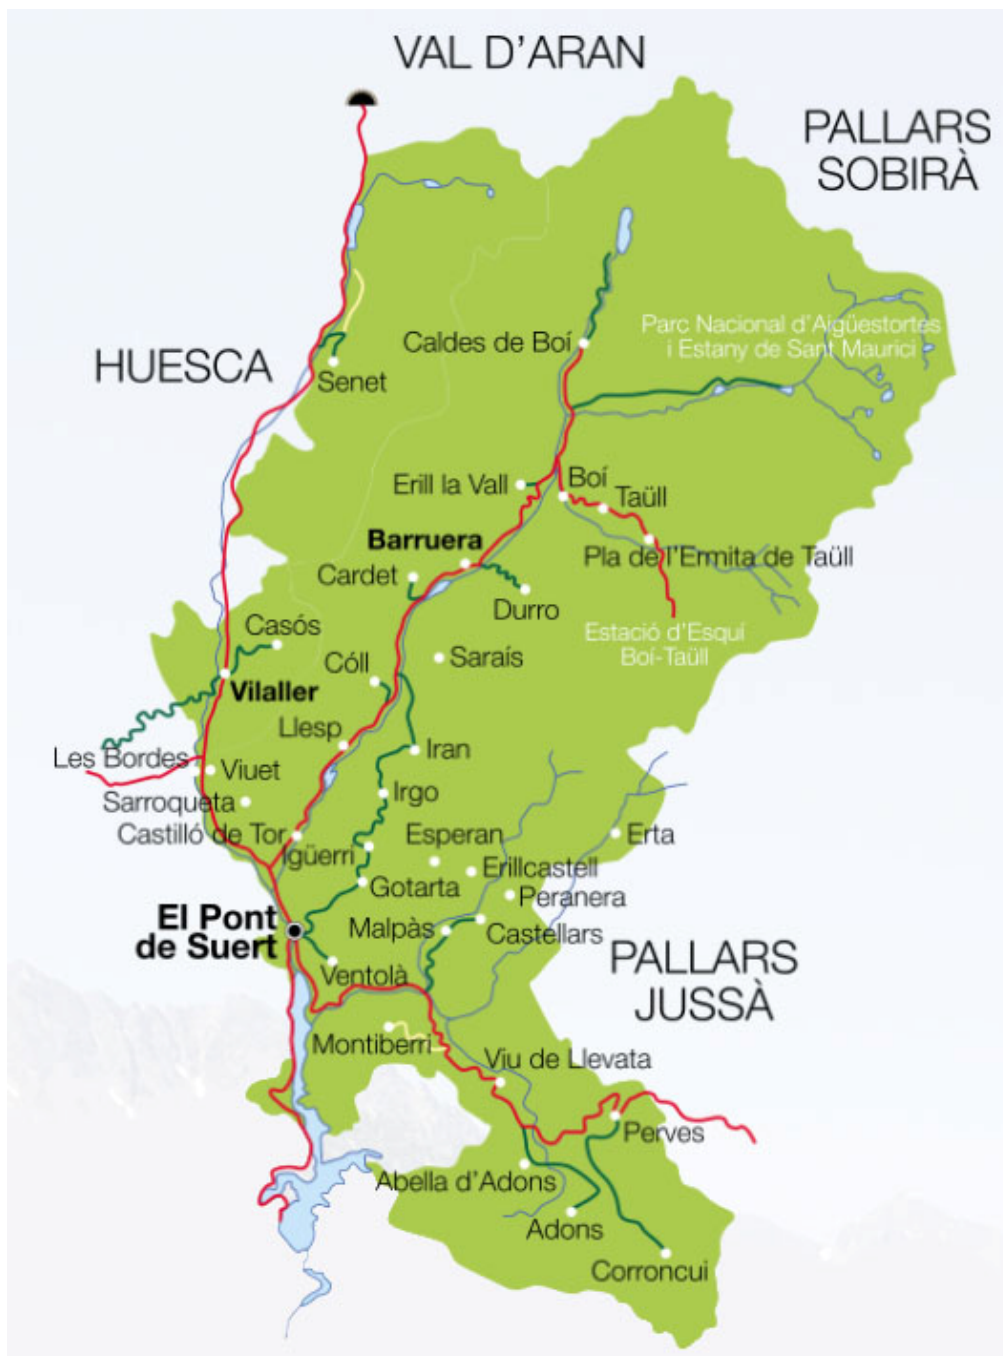 VAL D'ARAN
PALLARS
SOBIRÀ
Parc Nacional d'Aigüestortes
i Estany de Sant Maurici
Caldes de Boí
HUESCA
Senet
Erill la Vall
Boí
Taüll
Barruera
Pla de l'Ermita de Taüll
Cardet
Durro
Casós
Estació d'Esquí
Boí-Taüll
Cóll
Saraís
Vilaller
Llesp
Iran
Les Bordes
Viuet
Irgo
Sarroqueta
Castilló de Tor
Esperan
Erta
Igüerri
Erillcastell
Gotarta
Peranera
El Pont
de Suert
Malpàs
Castellars
PALLARS
JUSSÀ
Ventolà
Montiberri
Viu de Llevata
Perves
Abella d'Adons
Adons
Corroncui